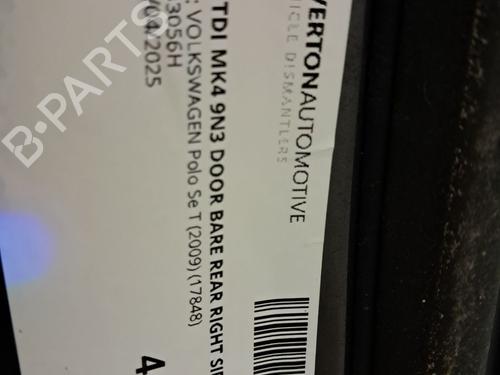 VERTONAUTOMOTIVE
VEHICLE DISMANTLERS
TDI MK4 9N3 DOOR BARE REAR RIGHT SI
: VOLKSWAGEN Polo Se T (2009) (17848)
3056H
/04/2025
4
B-PARTS